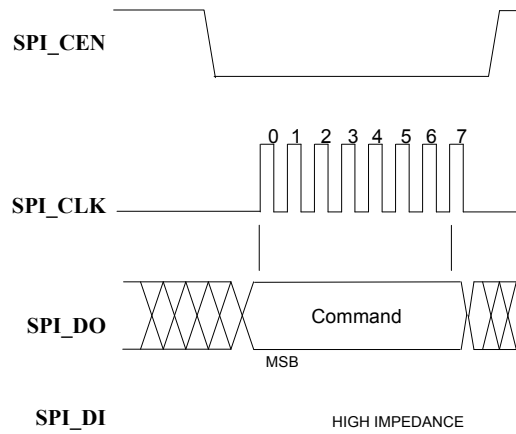 SPI_CEN
0 1 2 3 4 5 6 7
SPI_CLK
SPI_DO
Command
MSB
SPI_DI
HIGH IMPEDANCE